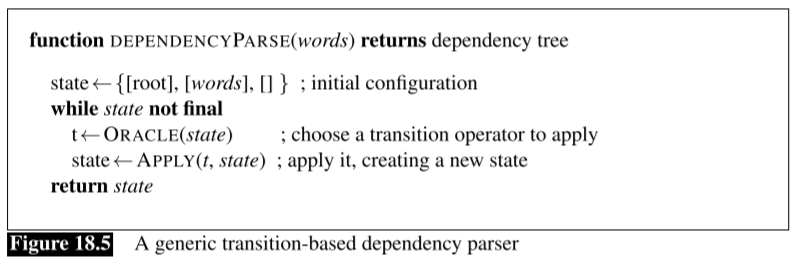 function DEPENDENCYPARSE(words) returns dependency tree
state ← {[root], [words], [] } ; initial configuration
while state not final
t ← ORACLE(state) ; choose a transition operator to apply
state ← APPLY(t, state) ; apply it, creating a new state
return state
Figure 18.5 A generic transition-based dependency parser